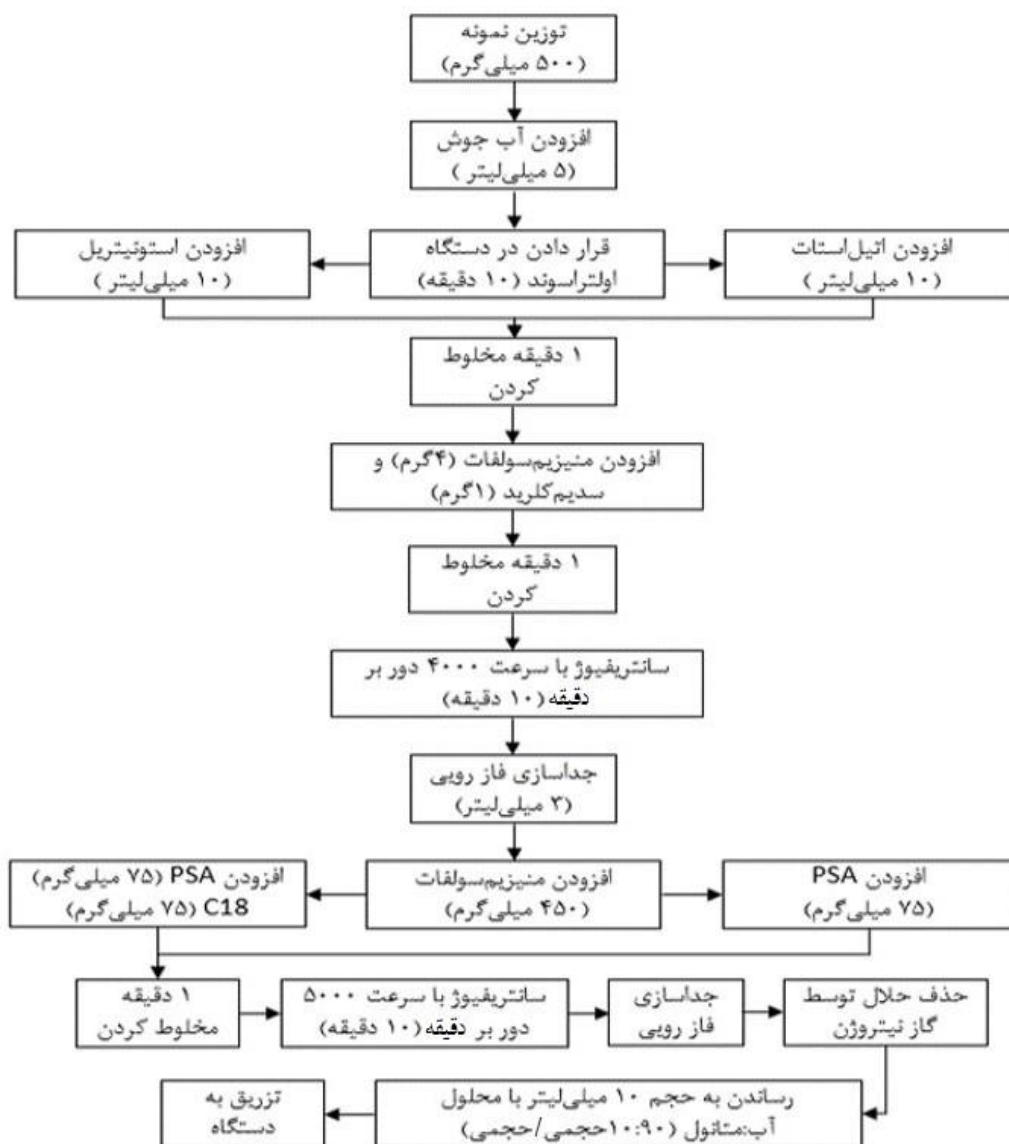 توزین نمونه
(۵۰۰ میلی‌گرم)
افزودن آب جوش
(۵ میلی‌لیتر )
افزودن اتیل‌استات
(۱۰ میلی‌لیتر )
قرار دادن در دستگاه
اولتراسوند (۱۰ دقیقه)
افزودن استونیتریل
(۱۰ میلی‌لیتر )
۱ دقیقه مخلوط
کردن
افزودن منیزیم‌سولفات (۴گرم) و
سدیم‌کلرید (۱گرم)
۱ دقیقه مخلوط
کردن
سانتریفیوژ با سرعت ۴۰۰۰ دور بر
دقیقه (۱۰ دقیقه)
جداسازی فاز رویی
(۳ میلی‌لیتر)
افزودن PSA
(۷۵ میلی‌گرم)
افزودن منیزیم‌سولفات
(۴۵۰ میلی‌گرم)
افزودن PSA (۷۵ میلی‌گرم)
C18 (۷۵ میلی‌گرم)
۱ دقیقه
مخلوط کردن
سانتریفیوژ با سرعت ۵۰۰۰
دور بر دقیقه (۱۰ دقیقه)
جداسازی
فاز رویی
حذف حلال توسط
گاز نیتروژن
رساندن به حجم ۱۰ میلی‌لیتر با محلول
آب:متانول (۱۰:۹۰حجمی/حجمی)
تزریق به
دستگاه